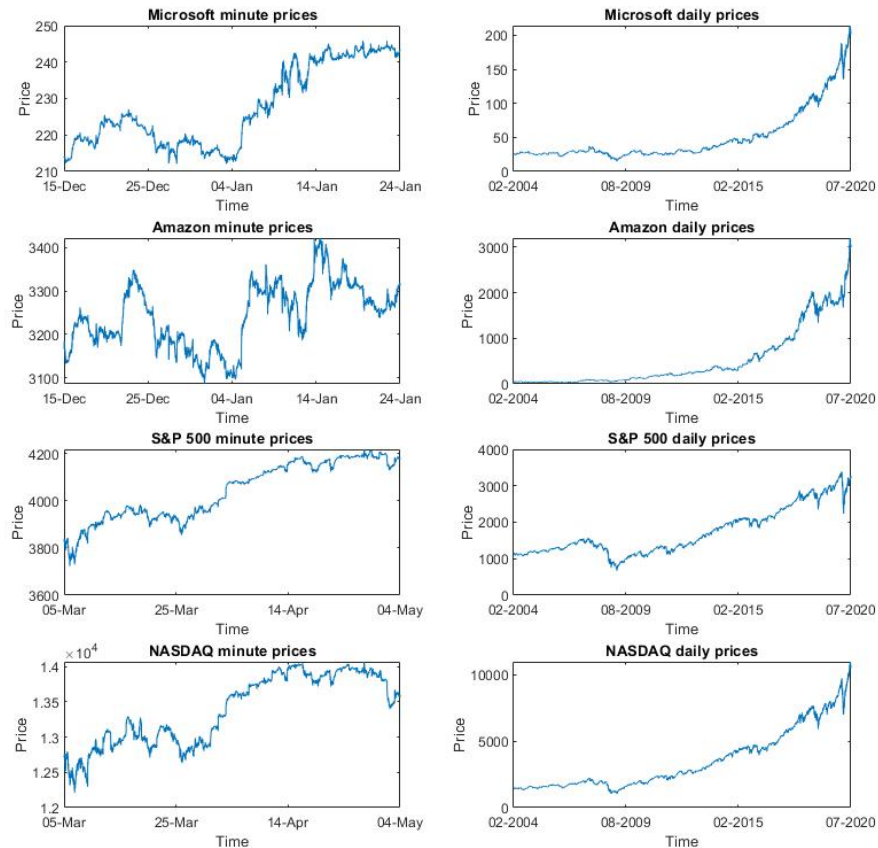 Microsoft minute prices
250
240
230
220
210
Price
15-Dec 25-Dec 04-Jan 14-Jan 24-Jan
Time
Microsoft daily prices
200
150
100
50
0
Price
02-2004 08-2009 02-2015 07-2020
Time
Amazon minute prices
3400
3300
3200
3100
Price
15-Dec 25-Dec 04-Jan 14-Jan 24-Jan
Time
Amazon daily prices
3000
2000
1000
0
Price
02-2004 08-2009 02-2015 07-2020
Time
S&P 500 minute prices
4200
4000
3800
3600
Price
05-Mar 25-Mar 14-Apr 04-May
Time
S&P 500 daily prices
4000
3000
2000
1000
0
Price
02-2004 08-2009 02-2015 07-2020
Time
NASDAQ minute prices
×10⁴
1.4
1.35
1.3
1.25
1.2
Price
05-Mar 25-Mar 14-Apr 04-May
Time
NASDAQ daily prices
10000
5000
0
Price
02-2004 08-2009 02-2015 07-2020
Time